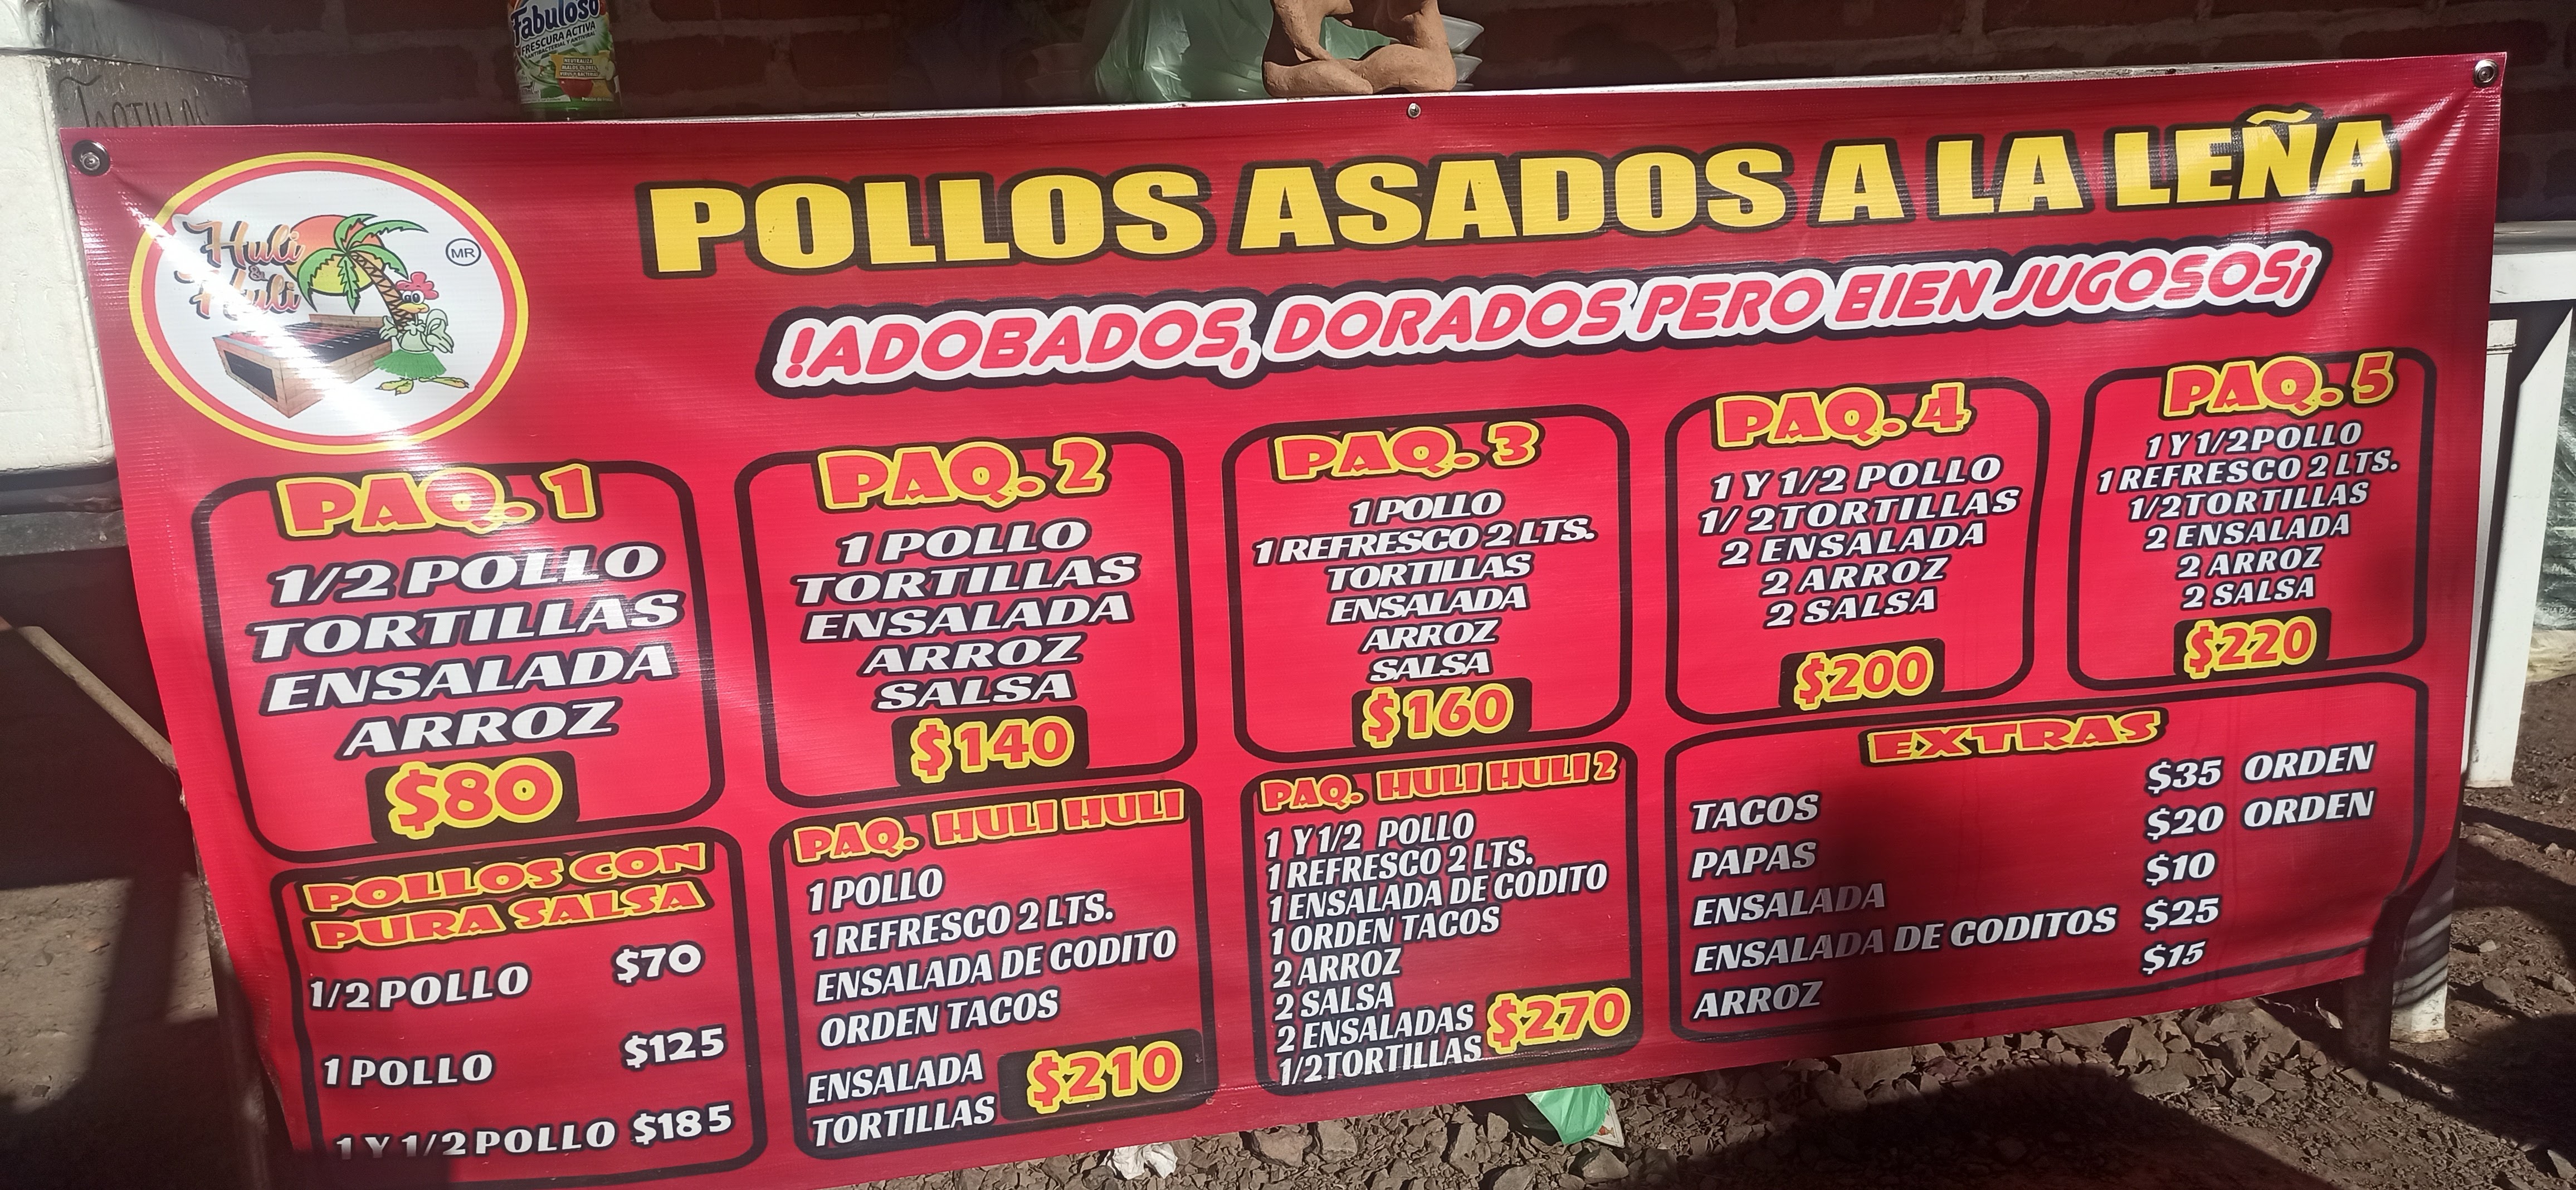 Fabuloso
FRESCURA ACTIVA
ANTIBACTERIAL Y ANTIVIRAL
TORTILLAS
POLLOS ASADOS A LA LEÑA
!ADOBADOS, DORADOS PERO BIEN JUGOSOS¡
Huli
&
Huli
MR
PAQ. 1
1/2 POLLO
TORTILLAS
ENSALADA
ARROZ
$80
PAQ. 2
1 POLLO
TORTILLAS
ENSALADA
ARROZ
SALSA
$140
PAQ. 3
1 POLLO
1 REFRESCO 2 LTS.
TORTILLAS
ENSALADA
ARROZ
SALSA
$160
PAQ. 4
1 Y 1/2 POLLO
1/ 2TORTILLAS
2 ENSALADA
2 ARROZ
2 SALSA
$200
PAQ. 5
1 Y 1/2POLLO
1 REFRESCO 2 LTS.
1/2TORTILLAS
2 ENSALADA
2 ARROZ
2 SALSA
$220
POLLOS CON
PURA SALSA
1/2 POLLO $70
1 POLLO $125
1 Y 1/2 POLLO $185
PAQ. HULI HULI
1 POLLO
1 REFRESCO 2 LTS.
ENSALADA DE CODITO
ORDEN TACOS
ENSALADA
TORTILLAS
$210
PAQ. HULI HULI 2
1 Y 1/2 POLLO
1 REFRESCO 2 LTS.
1 ENSALADA DE CODITO
1 ORDEN TACOS
2 ARROZ
2 SALSA
2 ENSALADAS
1/2TORTILLAS
$270
EXTRAS
TACOS $35 ORDEN
PAPAS $20 ORDEN
ENSALADA $10
ENSALADA DE CODITOS $25
ARROZ $15